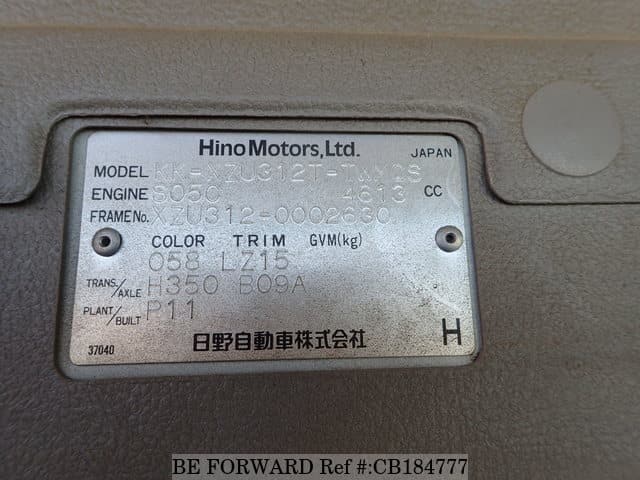 Hino Motors, Ltd. JAPAN
MODEL KK-XZU312T-TWMQS
ENGINE S05C 4613 CC
FRAME No. XZU312-0002630
COLOR TRIM GVM(kg)
058 LZ15
TRANS./AXLE H350 B09A
PLANT/BUILT P11
37040 日野自動車株式会社 H
BE FORWARD Ref #:CB184777